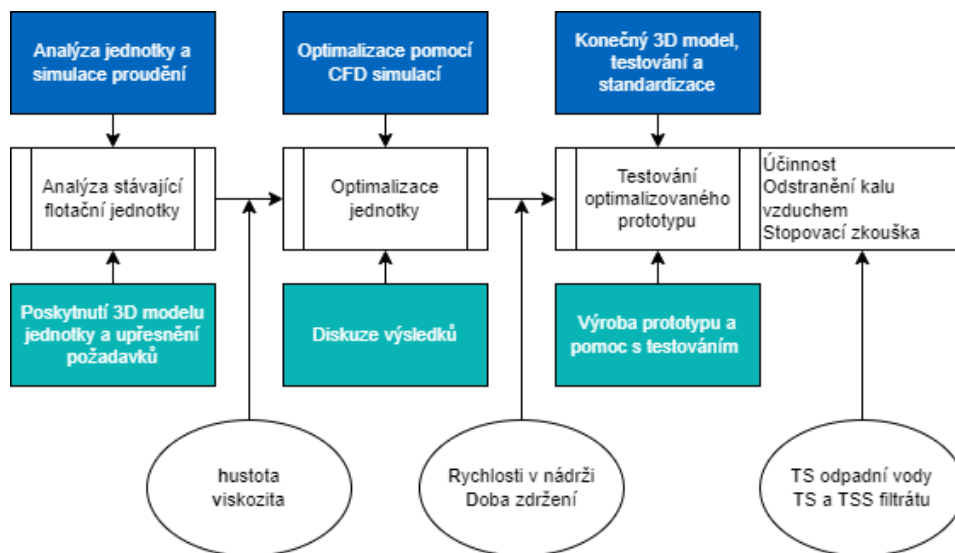 Analýza jednotky a
simulace proudění
Optimalizace pomocí
CFD simulací
Konečný 3D model,
testování a
standardizace
Analýza stávající
flotační jednotky
Optimalizace
jednotky
Testování
optimalizovaného
prototypu
Účinnost
Odstranění kalu
vzduchem
Stopovací zkouška
Poskytnutí 3D modelu
jednotky a upřesnění
požadavků
Diskuze výsledků
Výroba prototypu a
pomoc s testováním
hustota
viskozita
Rychlosti v nádrži
Doba zdržení
TS odpadní vody
TS a TSS filtrátu